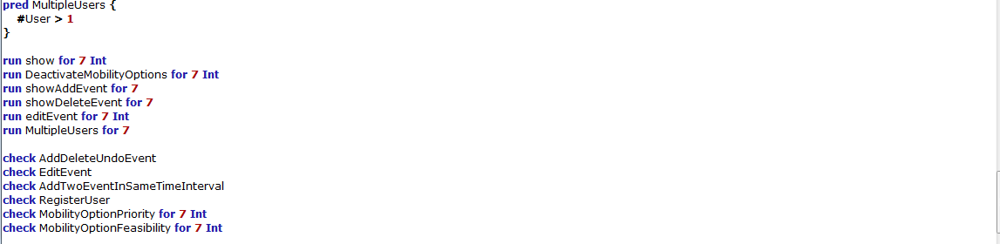 pred MultipleUsers {
#User > 1
}
run show for 7 Int
run DeactivateMobilityOptions for 7 Int
run showAddEvent for 7
run showDeleteEvent for 7
run editEvent for 7 Int
run MultipleUsers for 7
check AddDeleteUndoEvent
check EditEvent
check AddTwoEventInSameTimeInterval
check RegisterUser
check MobilityOptionPriority for 7 Int
check MobilityOptionFeasibility for 7 Int